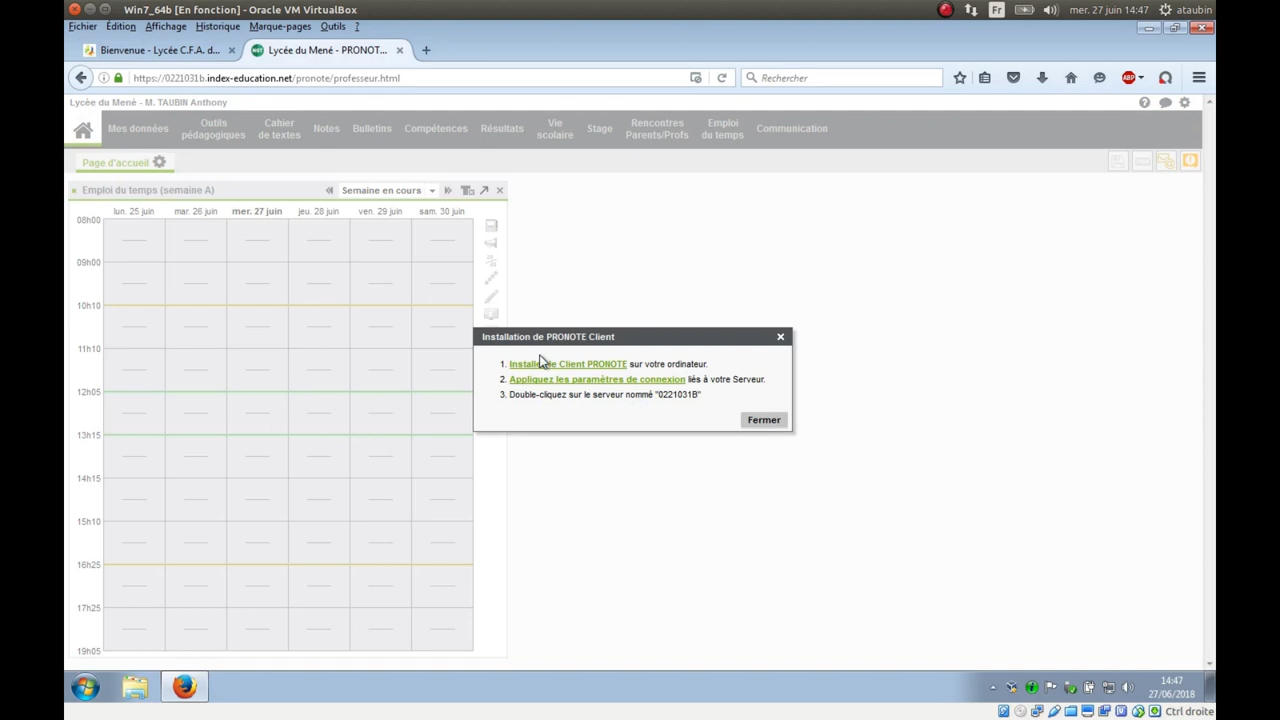 Win7_64b [En fonction] - Oracle VM VirtualBox
Fr
mer. 27 juin 14:47
ataubin
Fichier Édition Affichage Historique Marque-pages Outils ?
Bienvenue - Lycée C.F.A. d...
Lycée du Mené - PRONOT...
https://0221031b.index-education.net/pronote/professeur.html
Rechercher
ABP
Lycée du Mené - M. TAUBIN Anthony
Mes données
Outils pédagogiques
Cahier de textes
Notes
Bulletins
Compétences
Résultats
Vie scolaire
Stage
Rencontres Parents/Profs
Emploi du temps
Communication
Page d'accueil
Emploi du temps (semaine A)
Semaine en cours
lun. 25 juin mar. 26 juin mer. 27 juin jeu. 28 juin ven. 29 juin sam. 30 juin
08h00
09h00
10h10
11h10
12h05
13h15
14h15
15h10
16h25
17h25
19h05
Installation de PRONOTE Client
1. Installe le Client PRONOTE sur votre ordinateur.
2. Appliquez les paramètres de connexion liés à votre Serveur.
3. Double-cliquez sur le serveur nommé "0221031B"
Fermer
14:47
27/06/2018
Ctrl droite